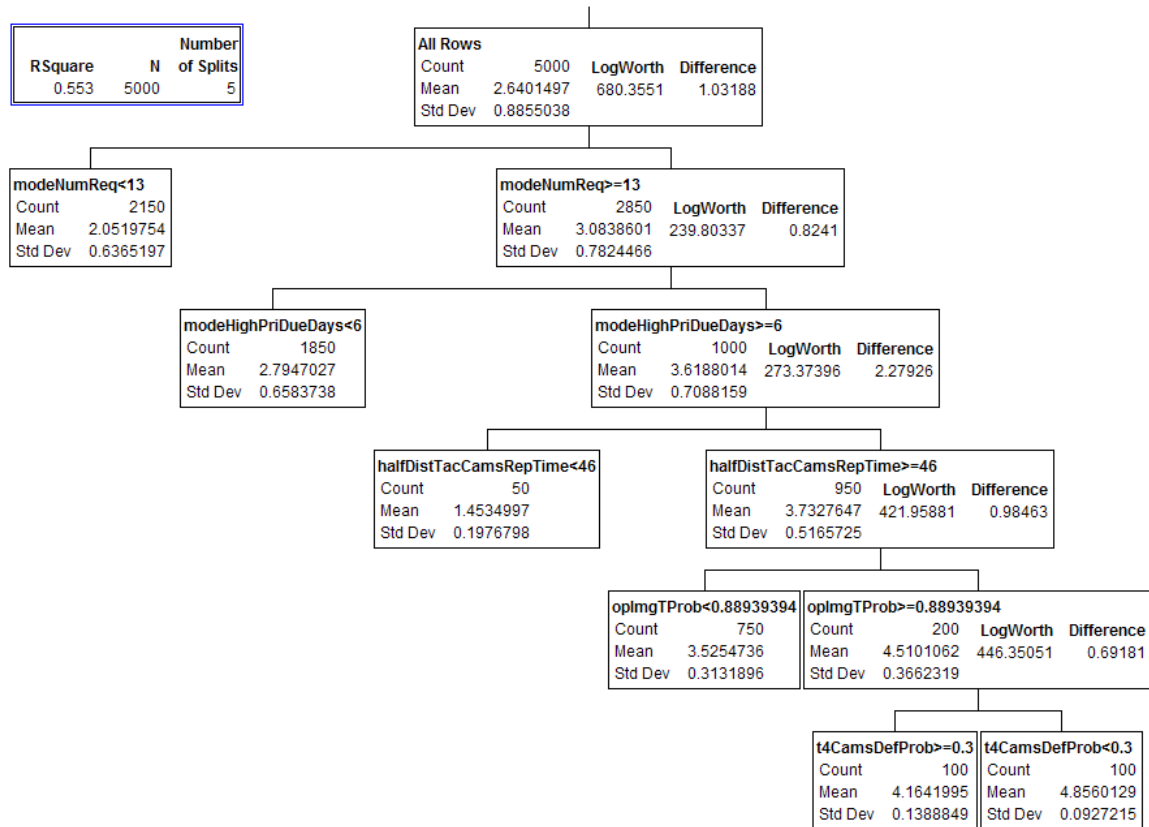 Number
RSquare N of Splits
0.553 5000 5
All Rows
Count 5000 LogWorth Difference
Mean 2.6401497 680.3551 1.03188
Std Dev 0.8855038
modeNumReq<13
Count 2150
Mean 2.0519754
Std Dev 0.6365197
modeNumReq>=13
Count 2850 LogWorth Difference
Mean 3.0838601 239.80337 0.8241
Std Dev 0.7824466
modeHighPriDueDays<6
Count 1850
Mean 2.7947027
Std Dev 0.6583738
modeHighPriDueDays>=6
Count 1000 LogWorth Difference
Mean 3.6188014 273.37396 2.27926
Std Dev 0.7088159
halfDistTacCamsRepTime<46
Count 50
Mean 1.4534997
Std Dev 0.1976798
halfDistTacCamsRepTime>=46
Count 950 LogWorth Difference
Mean 3.7327647 421.95881 0.98463
Std Dev 0.5165725
opImgTProb<0.88939394
Count 750
Mean 3.5254736
Std Dev 0.3131896
opImgTProb>=0.88939394
Count 200 LogWorth Difference
Mean 4.5101062 446.35051 0.69181
Std Dev 0.3662319
t4CamsDefProb>=0.3
Count 100
Mean 4.1641995
Std Dev 0.1388849
t4CamsDefProb<0.3
Count 100
Mean 4.8560129
Std Dev 0.0927215